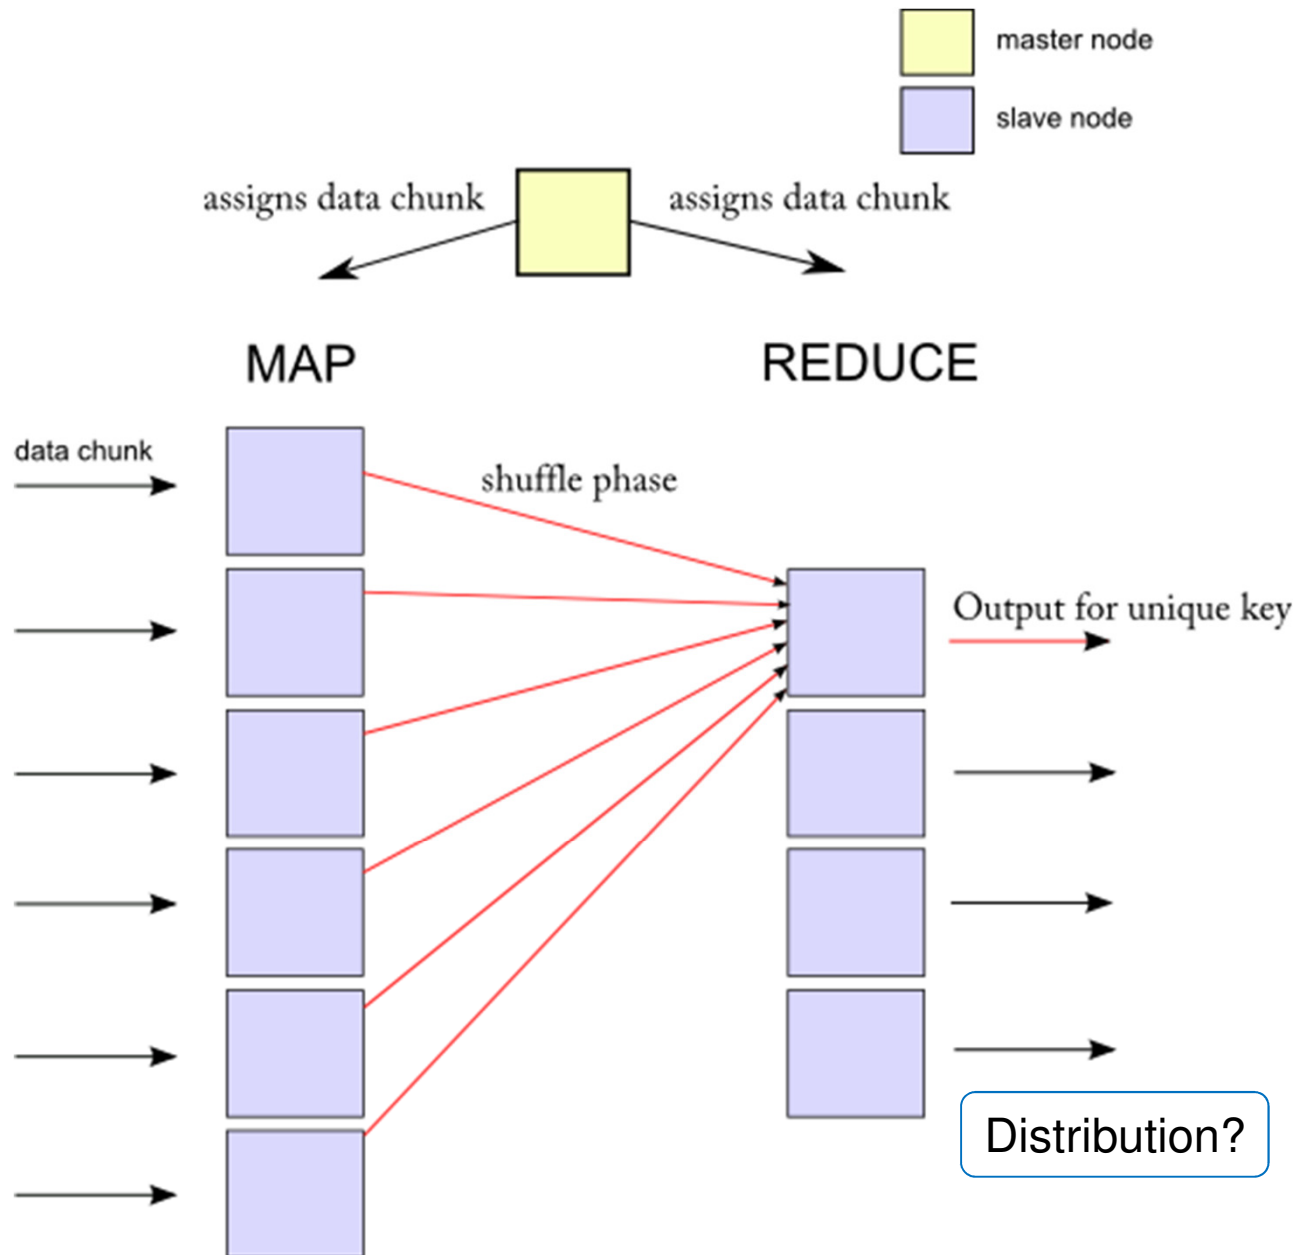 master node
slave node
assigns data chunk
assigns data chunk
MAP
REDUCE
data chunk
shuffle phase
Output for unique key
Distribution?